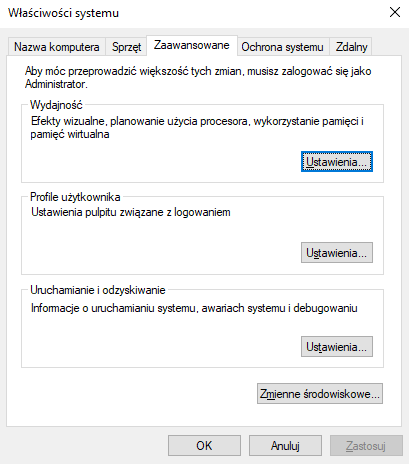 Właściwości systemu
Nazwa komputera Sprzęt Zaawansowane Ochrona systemu Zdalny
Aby móc przeprowadzić większość tych zmian, musisz zalogować się jako
Administrator.
Wydajność
Efekty wizualne, planowanie użycia procesora, wykorzystanie pamięci i
pamięć wirtualna
Ustawienia...
Profile użytkownika
Ustawienia pulpitu związane z logowaniem
Ustawienia...
Uruchamianie i odzyskiwanie
Informacje o uruchamianiu systemu, awariach systemu i debugowaniu
Ustawienia...
Zmienne środowiskowe...
OK Anuluj Zastosuj